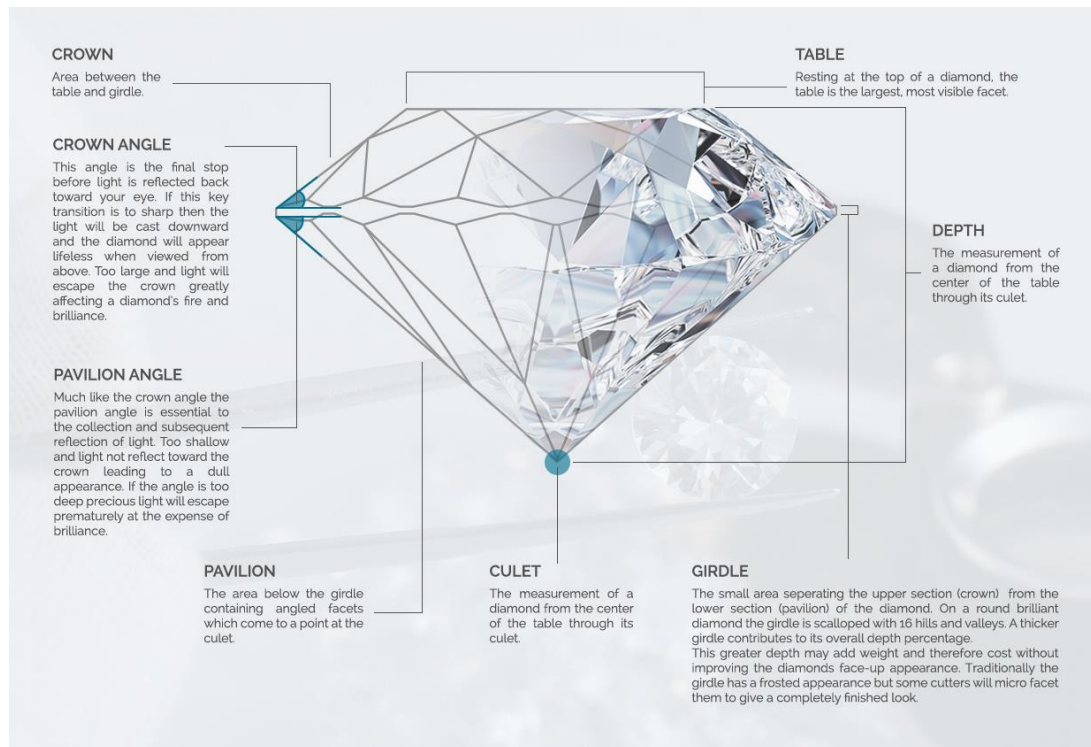 CROWN
Area between the
table and girdle.
TABLE
Resting at the top of a diamond, the
table is the largest, most visible facet.
CROWN ANGLE
This angle is the final stop
before light is reflected back
toward your eye. If this key
transition is to sharp then the
light will be cast downward
and the diamond will appear
lifeless when viewed from
above. Too large and light will
escape the crown greatly
affecting a diamond's fire and
brilliance.
DEPTH
The measurement of
a diamond from the
center of the table
through its culet.
PAVILION ANGLE
Much like the crown angle the
pavilion angle is essential to
the collection and subsequent
reflection of light. Too shallow
and light not reflect toward the
crown leading to a dull
appearance. If the angle is too
deep precious light will escape
prematurely at the expense of
brilliance.
PAVILION
The area below the girdle
containing angled facets
which come to a point at the
culet.
CULET
The measurement of a
diamond from the center
of the table through its
culet.
GIRDLE
The small area seperating the upper section (crown) from the
lower section (pavilion) of the diamond. On a round brilliant
diamond the girdle is scalloped with 16 hills and valleys. A thicker
girdle contributes to its overall depth percentage.
This greater depth may add weight and therefore cost without
improving the diamonds face-up appearance. Traditionally the
girdle has a frosted appearance but some cutters will micro facet
them to give a completely finished look.